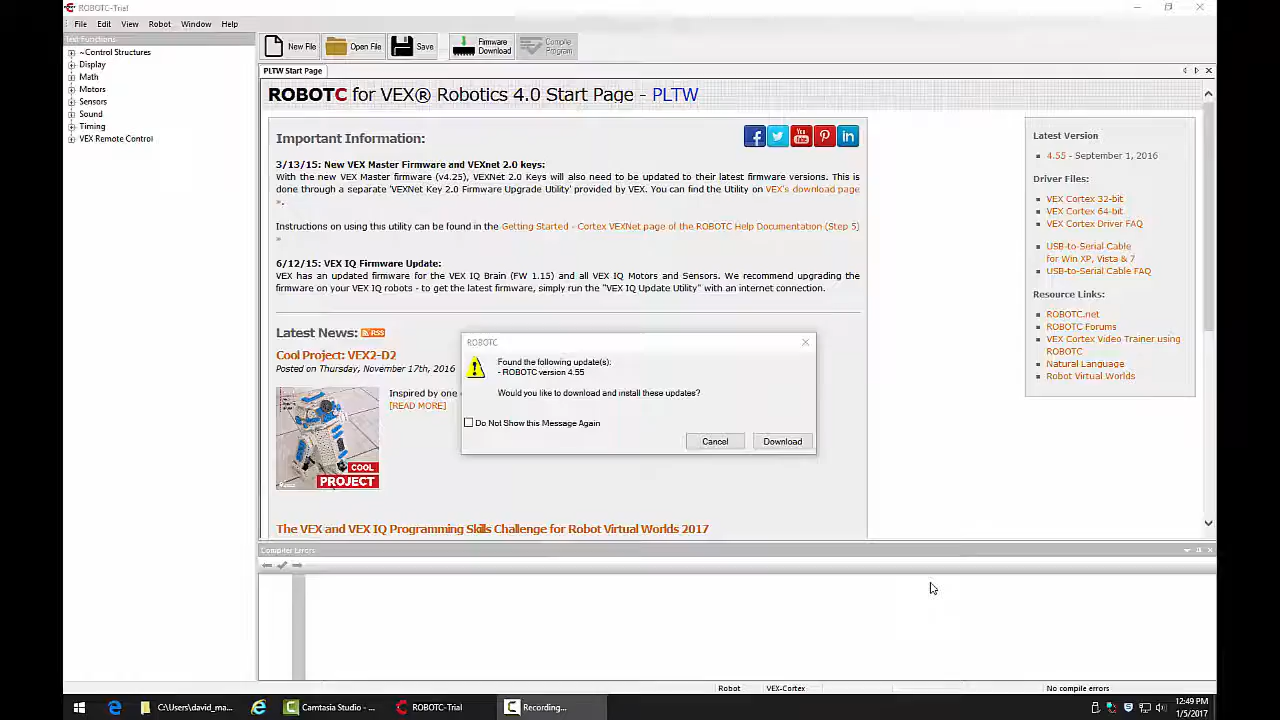 ROBOTC-Trial
File Edit View Robot Window Help
Text Functions
~Control Structures
Display
Math
Motors
Sensors
Sound
Timing
VEX Remote Control
New File Open File Save Firmware Download Compile Program
PLTW Start Page
ROBOTC for VEX® Robotics 4.0 Start Page - PLTW
Important Information:
3/13/15: New VEX Master Firmware and VEXnet 2.0 keys:
With the new VEX Master firmware (v4.25), VEXNet 2.0 Keys will also need to be updated to their latest firmware versions. This is
done through a separate 'VEXNet Key 2.0 Firmware Upgrade Utility' provided by VEX. You can find the Utility on VEX's download page
».
Instructions on using this utility can be found in the Getting Started - Cortex VEXNet page of the ROBOTC Help Documentation (Step 5)
»
6/12/15: VEX IQ Firmware Update:
VEX has an updated firmware for the VEX IQ Brain (FW 1.15) and all VEX IQ Motors and Sensors. We recommend upgrading the
firmware on your VEX IQ robots - to get the latest firmware, simply run the "VEX IQ Update Utility" with an internet connection.
Latest News: RSS
Cool Project: VEX2-D2
Posted on Thursday, November 17th, 2016
Inspired by one
[READ MORE]
COOL
PROJECT
The VEX and VEX IQ Programming Skills Challenge for Robot Virtual Worlds 2017
Latest Version
4.55 - September 1, 2016
Driver Files:
VEX Cortex 32-bit
VEX Cortex 64-bit
VEX Cortex Driver FAQ
USB-to-Serial Cable
for Win XP, Vista & 7
USB-to-Serial Cable FAQ
Resource Links:
ROBOTC.net
ROBOTC Forums
VEX Cortex Video Trainer using
ROBOTC
Natural Language
Robot Virtual Worlds
ROBOTC
Found the following update(s):
- ROBOTC version 4.55
Would you like to download and install these updates?
Do Not Show this Message Again
Cancel Download
Compiler Errors
Robot VEX-Cortex No compile errors
C:\Users\david_ma... Camtasia Studio - ... ROBOTC-Trial Recording...
12:49 PM
1/5/2017